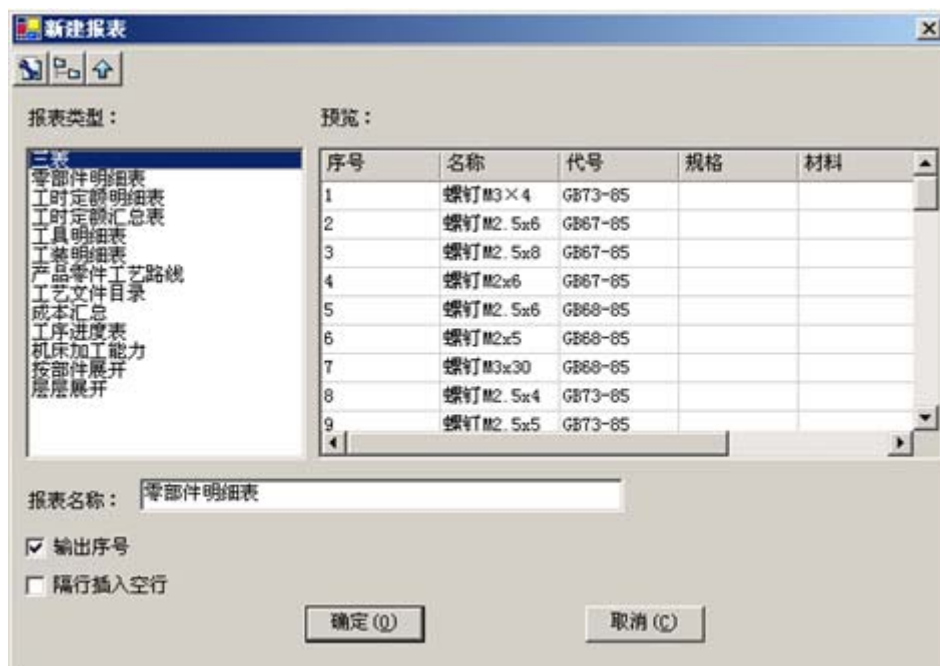 新建报表
报表类型：
预览：
三表
零部件明细表
工时定额明细表
工时定额汇总表
工具明细表
工装明细表
产品零件工艺路线
工艺文件目录
成本汇总
工序进度表
机床加工能力
按部件展开
层层展开
序号 名称 代号 规格 材料
1 螺钉M3×4 GB73-85
2 螺钉M2.5x6 GB67-85
3 螺钉M2.5x8 GB67-85
4 螺钉M2x6 GB67-85
5 螺钉M2.5x6 GB68-85
6 螺钉M2x5 GB68-85
7 螺钉M3x30 GB68-85
8 螺钉M2.5x4 GB73-85
9 螺钉M2.5x5 GB73-85
报表名称： 零部件明细表
输出序号
隔行插入空行
确定(O) 取消(C)